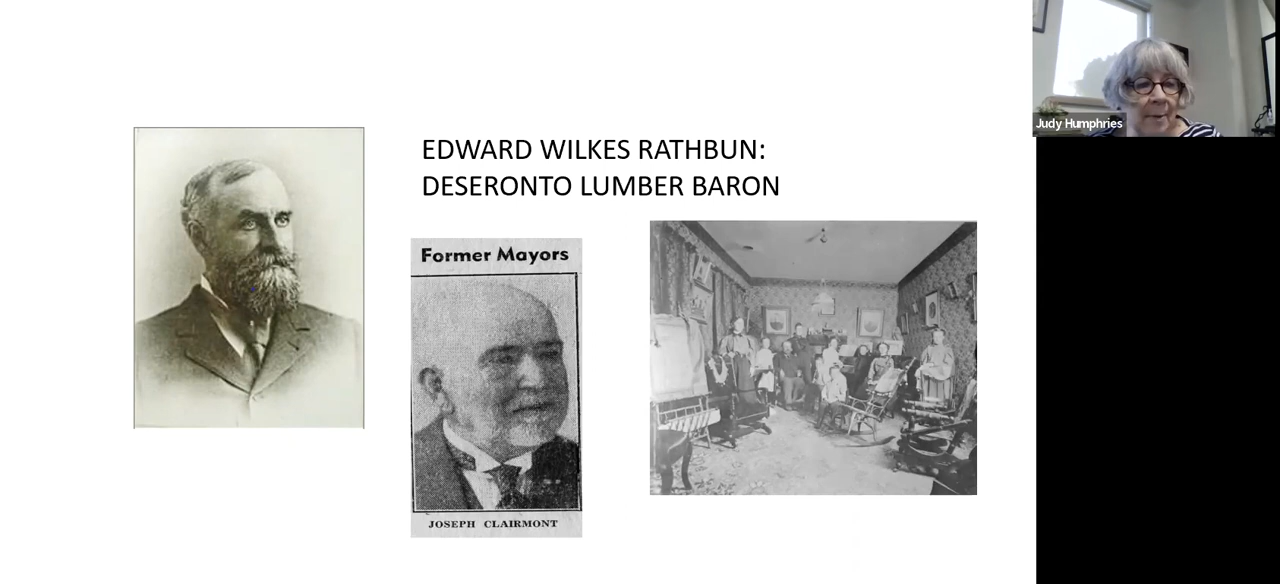 EDWARD WILKES RATHBUN:
DESERONTO LUMBER BARON
Former Mayors
JOSEPH CLAIRMONT
Judy Humphries